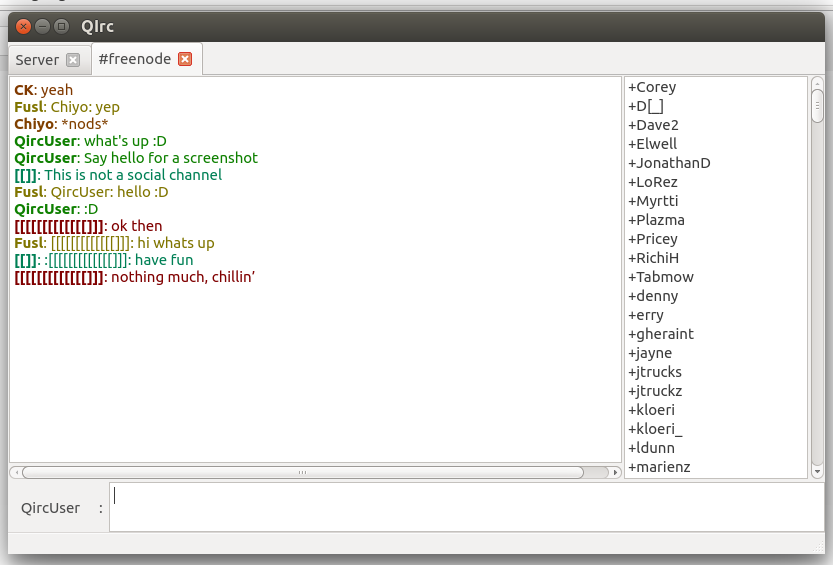 QIrc
Server
#freenode
CK: yeah
Fusl: Chiyo: yep
Chiyo: *nods*
QircUser: what's up :D
QircUser: Say hello for a screenshot
[[]]: This is not a social channel
Fusl: QircUser: hello :D
QircUser: :D
[[[[[[[[[[[[[]]]: ok then
Fusl: [[[[[[[[[[[[[]]]: hi whats up
[[]]: :[[[[[[[[[[[[[]]]: have fun
[[[[[[[[[[[[[]]]: nothing much, chillin’
+Corey
+D[_]
+Dave2
+Elwell
+JonathanD
+LoRez
+Myrtti
+Plazma
+Pricey
+RichiH
+Tabmow
+denny
+erry
+gheraint
+jayne
+jtrucks
+jtruckz
+kloeri
+kloeri_
+ldunn
+marienz
QircUser :